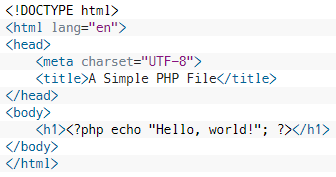 <!DOCTYPE html>
<html lang="en">
<head>
    <meta charset="UTF-8">
    <title>A Simple PHP File</title>
</head>
<body>
    <h1><?php echo "Hello, world!"; ?></h1>
</body>
</html>